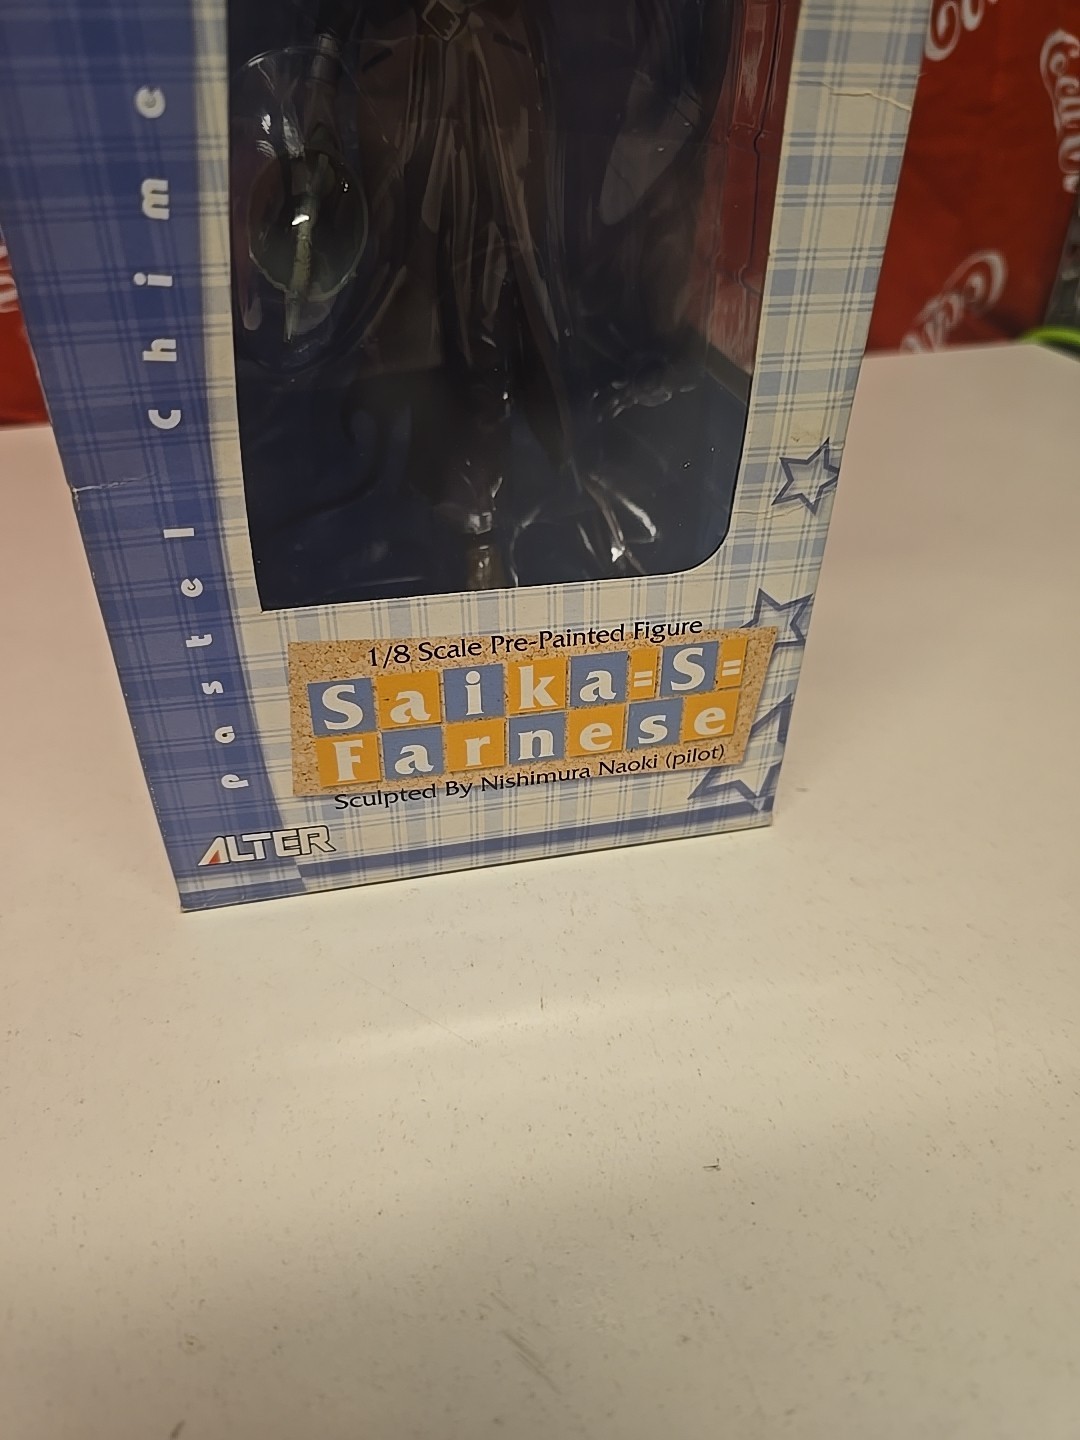 pastel chime
1/8 Scale Pre-Painted Figure
Saika=S=
Farnese
Sculpted By Nishimura Naoki (pilot)
ALTER